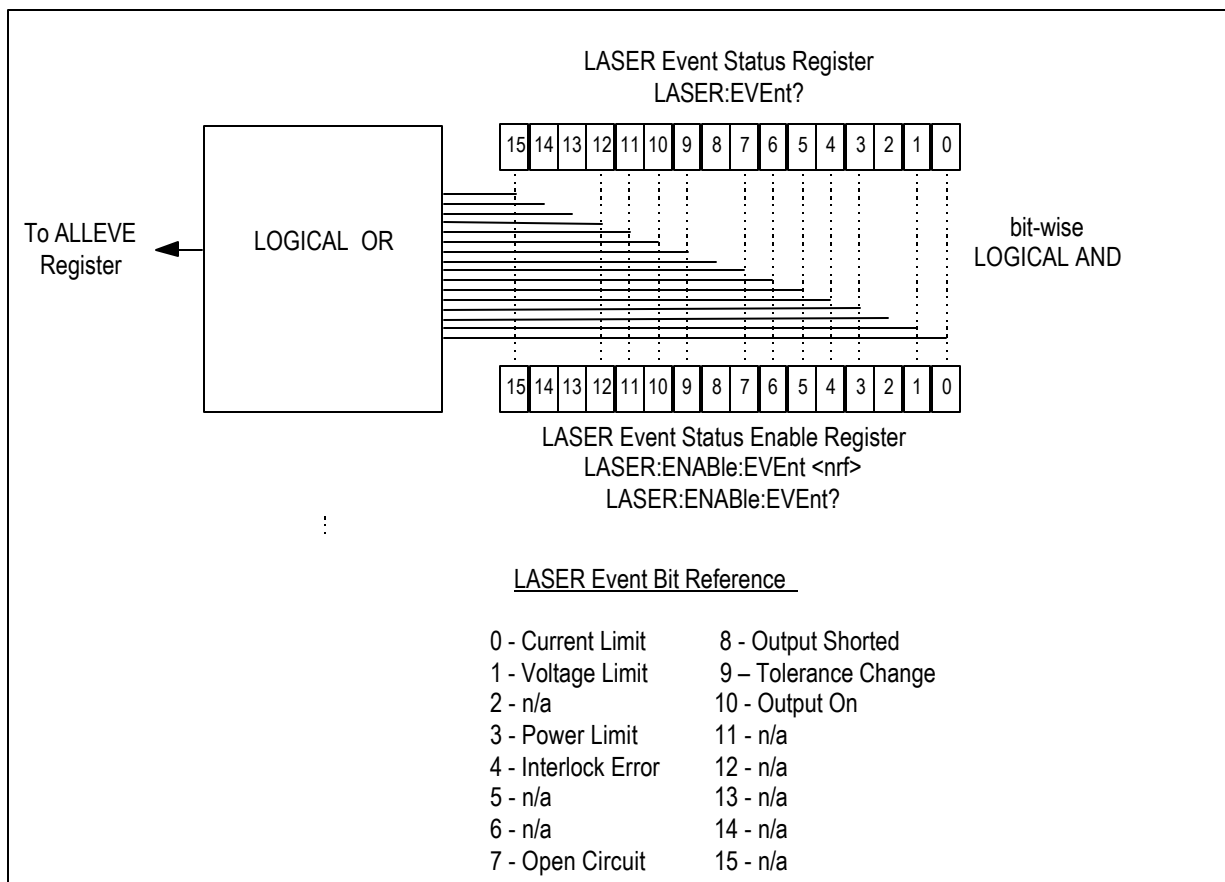 LASER Event Status Register
LASER:EVEnt?
15 14 13 12 11 10 9 8 7 6 5 4 3 2 1 0
To ALLEVE
Register
LOGICAL OR
bit-wise
LOGICAL AND
15 14 13 12 11 10 9 8 7 6 5 4 3 2 1 0
LASER Event Status Enable Register
LASER:ENABle:EVEnt <nrf>
LASER:ENABle:EVEnt?
LASER Event Bit Reference
0 - Current Limit
1 - Voltage Limit
2 - n/a
3 - Power Limit
4 - Interlock Error
5 - n/a
6 - n/a
7 - Open Circuit
8 - Output Shorted
9 – Tolerance Change
10 - Output On
11 - n/a
12 - n/a
13 - n/a
14 - n/a
15 - n/a